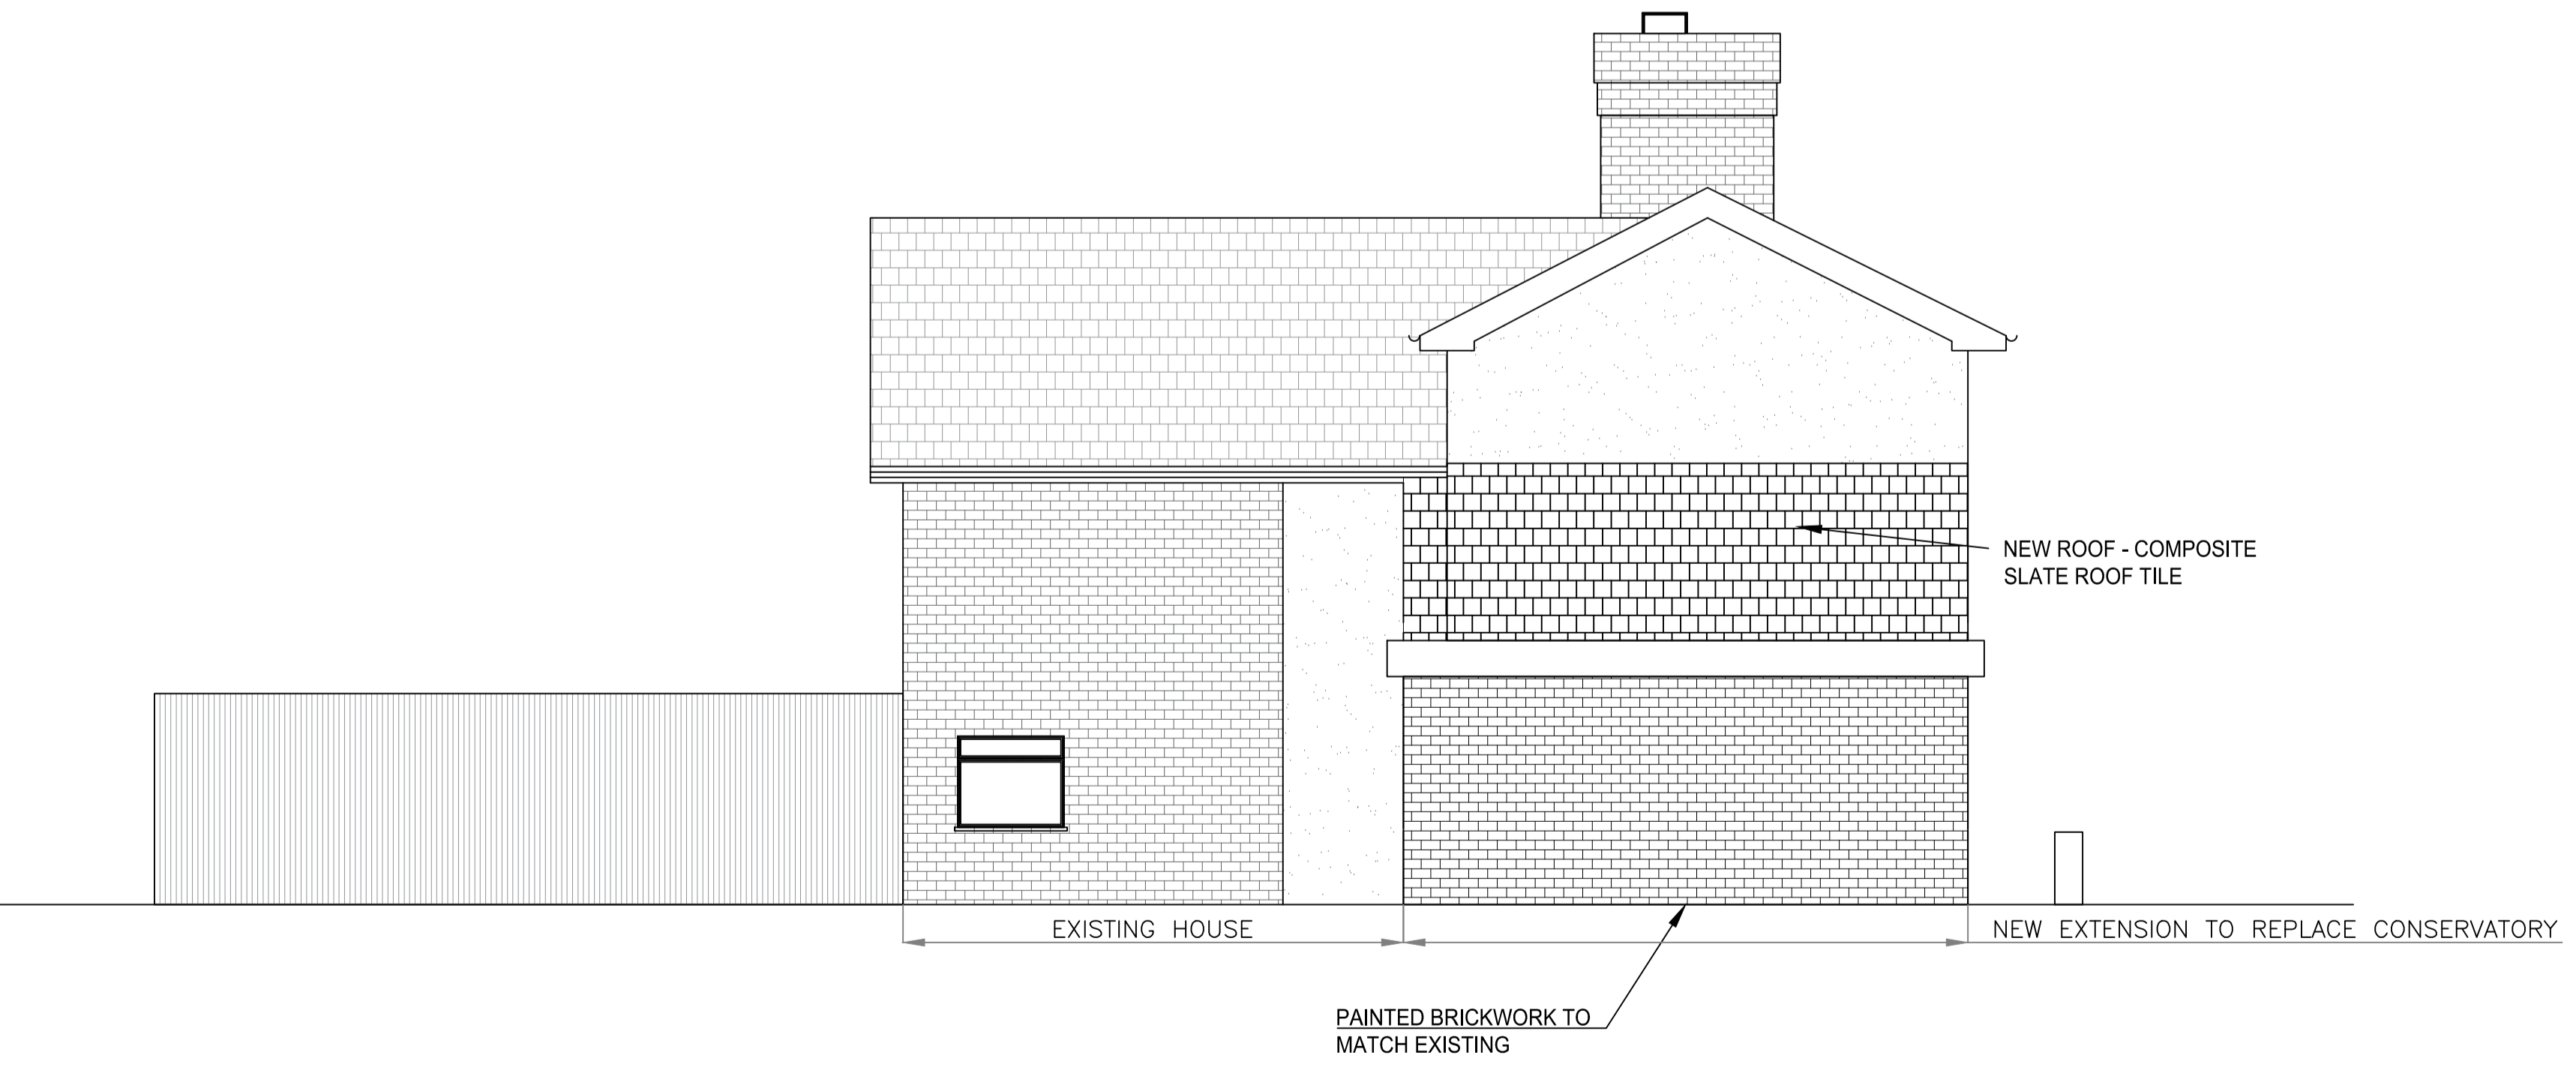 NEW ROOF - COMPOSITE
SLATE ROOF TILE
EXISTING HOUSE
NEW EXTENSION TO REPLACE CONSERVATORY
PAINTED BRICKWORK TO
MATCH EXISTING